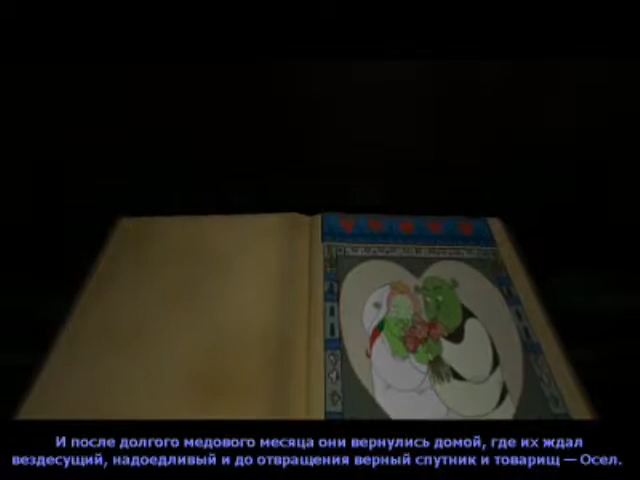 И после долгого медового месяца они вернулись домой, где их ждал
вездесущий, надоедливый и до отвращения верный спутник и товарищ — Осел.